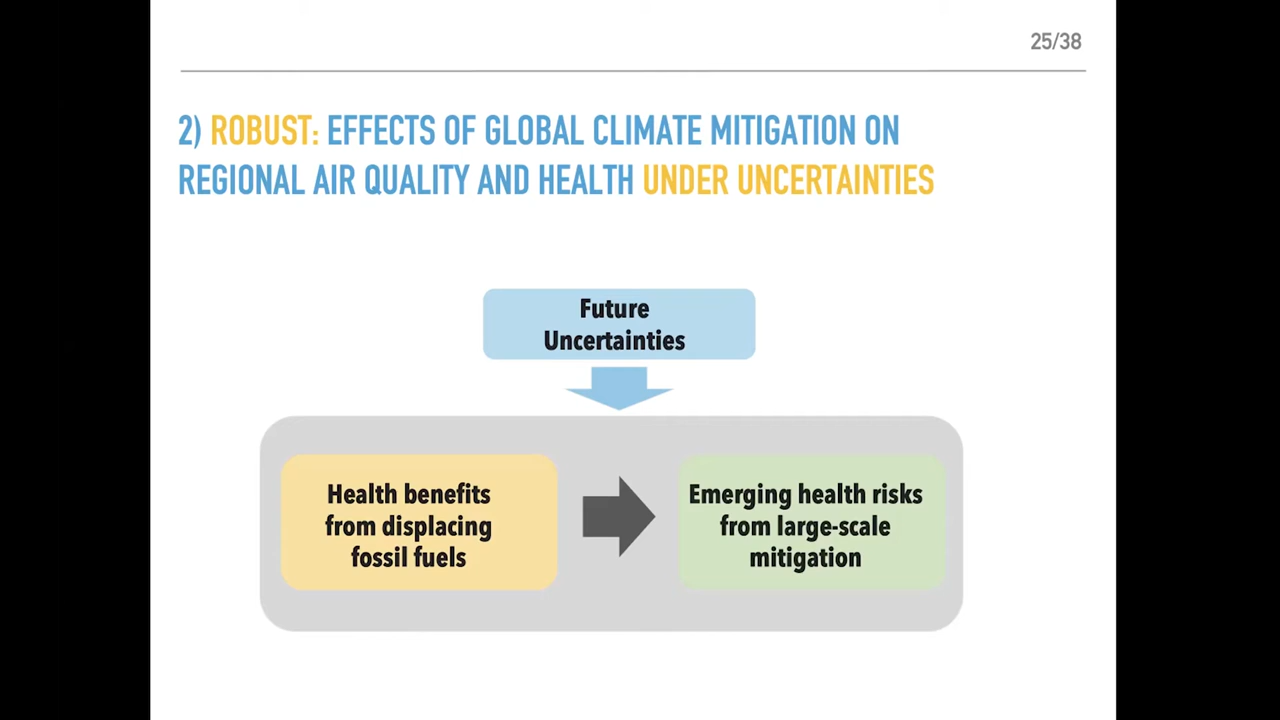 25/38
2) ROBUST: EFFECTS OF GLOBAL CLIMATE MITIGATION ON
REGIONAL AIR QUALITY AND HEALTH UNDER UNCERTAINTIES
Future
Uncertainties
Health benefits
from displacing
fossil fuels
Emerging health risks
from large-scale
mitigation